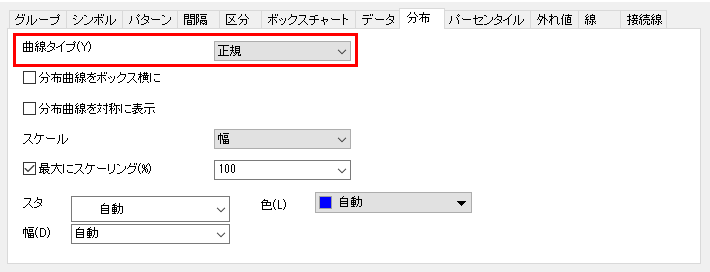 グループ シンボル パターン 間隔 区分 ボックスチャート データ 分布 パーセンタイル 外れ値 線 接続線
曲線タイプ(Y) 正規
分布曲線をボックス横に
分布曲線を対称に表示
スケール 幅
最大にスケーリング(%) 100
スタ 自動 色(L) 自動
幅(D) 自動